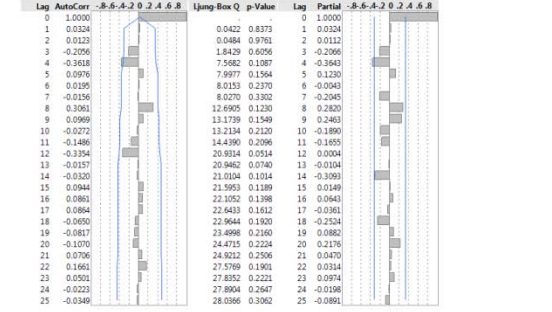 Lag AutoCorr -.8-.6-.4-.2 0 .2 .4 .6 .8 Ljung-Box Q p-Value Lag Partial -.8-.6-.4-.2 0 .2 .4 .6 .8
0 1.0000 . . 0 1.0000
1 0.0324 0.0422 0.8373 1 0.0324
2 0.0123 0.0484 0.9761 2 0.0112
3 -0.2056 1.8429 0.6056 3 -0.2066
4 -0.3618 7.5682 0.1087 4 -0.3643
5 0.0976 7.9977 0.1564 5 0.1230
6 0.0195 8.0153 0.2370 6 -0.0043
7 -0.0156 8.0270 0.3302 7 -0.2045
8 0.3061 12.6905 0.1230 8 0.2820
9 0.0969 13.1739 0.1549 9 0.2463
10 -0.0272 13.2134 0.2120 10 -0.1890
11 -0.1486 14.4390 0.2096 11 -0.1655
12 -0.3354 20.9314 0.0514 12 0.0004
13 -0.0157 20.9462 0.0740 13 -0.0104
14 -0.0320 21.0104 0.1014 14 -0.3093
15 0.0944 21.5953 0.1189 15 0.0149
16 0.0861 22.1052 0.1398 16 0.0643
17 0.0864 22.6433 0.1612 17 -0.0361
18 -0.0650 22.9644 0.1920 18 -0.2524
19 -0.0817 23.4998 0.2160 19 0.0882
20 -0.1070 24.4715 0.2224 20 0.2176
21 0.0706 24.9212 0.2506 21 0.0470
22 0.1661 27.5769 0.1901 22 0.0314
23 0.0501 27.8352 0.2221 23 0.0974
24 -0.0223 27.8904 0.2647 24 -0.0198
25 -0.0349 28.0366 0.3062 25 -0.0891